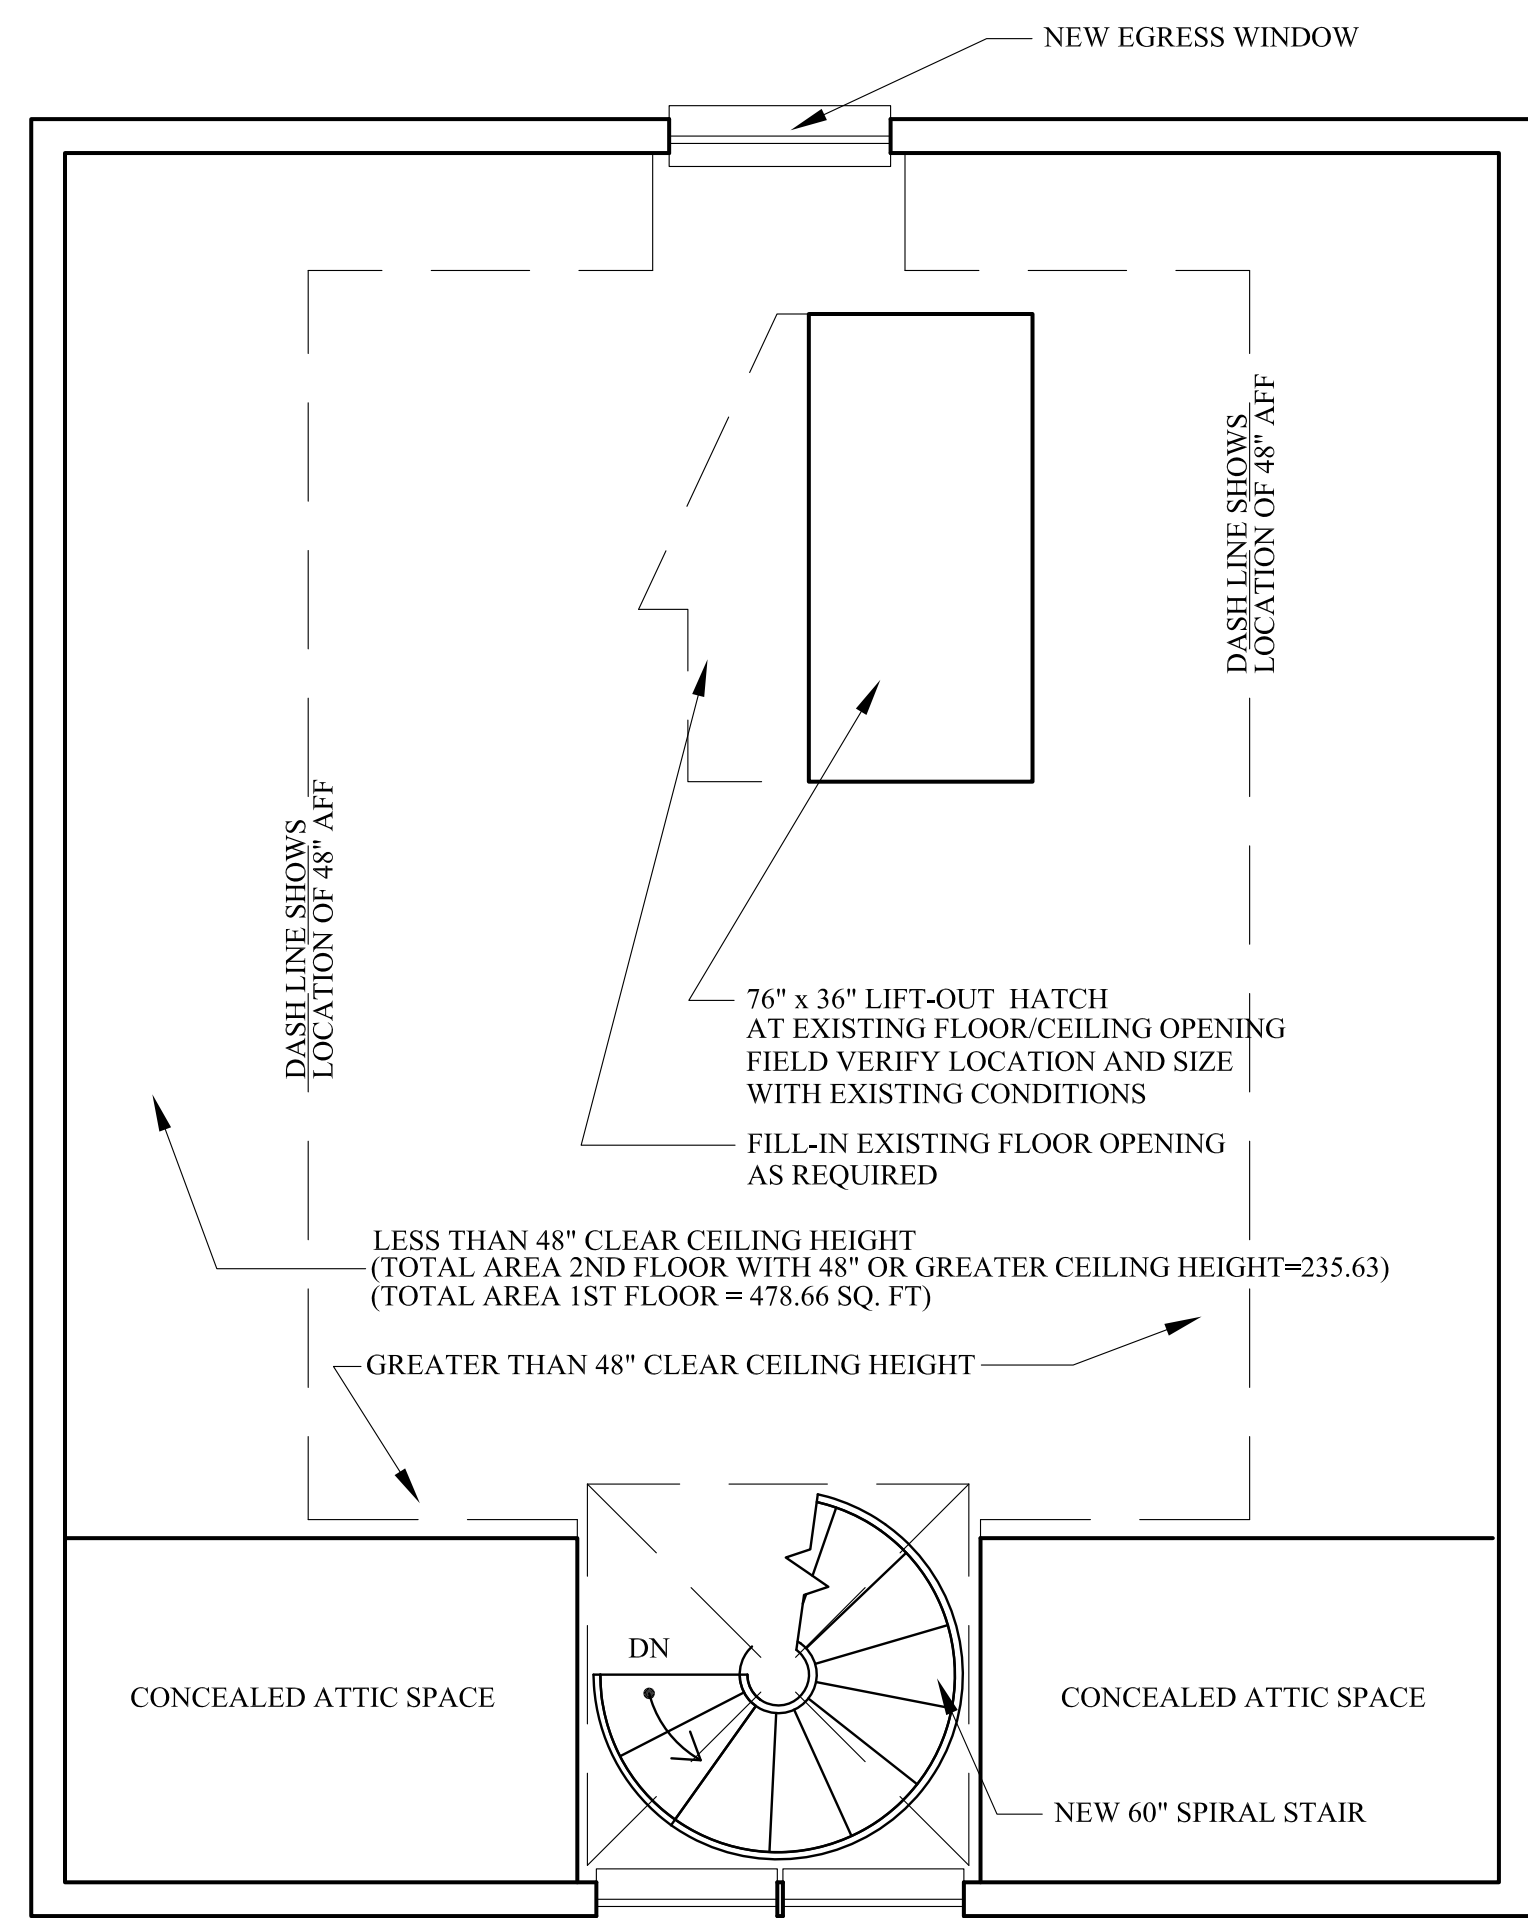 NEW EGRESS WINDOW
DASH LINE SHOWS
LOCATION OF 48" AFF
DASH LINE SHOWS
LOCATION OF 48" AFF
76" x 36" LIFT-OUT HATCH
AT EXISTING FLOOR/CEILING OPENING
FIELD VERIFY LOCATION AND SIZE
WITH EXISTING CONDITIONS
FILL-IN EXISTING FLOOR OPENING
AS REQUIRED
LESS THAN 48" CLEAR CEILING HEIGHT
(TOTAL AREA 2ND FLOOR WITH 48" OR GREATER CEILING HEIGHT=235.63)
(TOTAL AREA 1ST FLOOR = 478.66 SQ. FT)
GREATER THAN 48" CLEAR CEILING HEIGHT
DN
CONCEALED ATTIC SPACE
CONCEALED ATTIC SPACE
NEW 60" SPIRAL STAIR